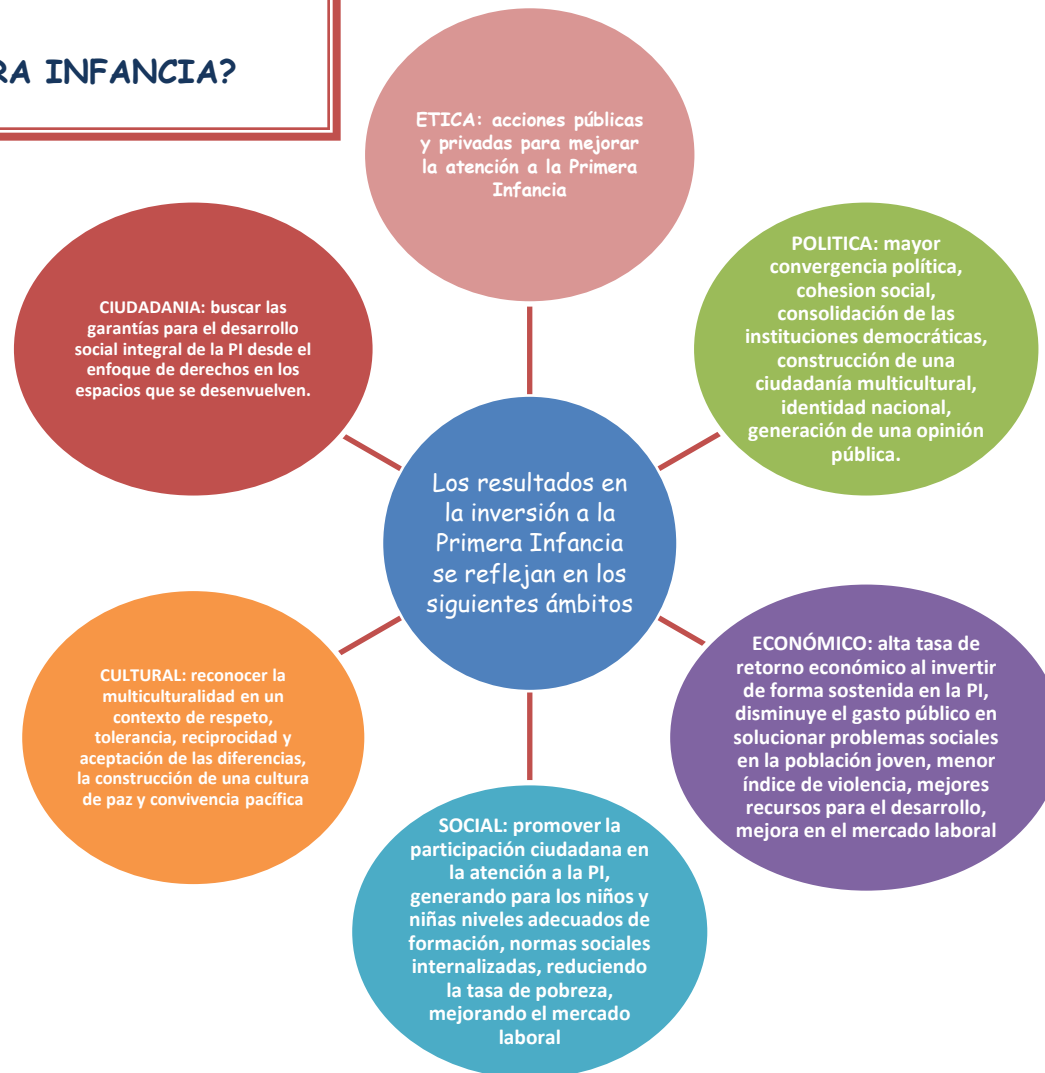 RA INFANCIA?
ETICA: acciones públicas
y privadas para mejorar
la atención a la Primera
Infancia
POLITICA: mayor
convergencia política,
cohesion social,
consolidación de las
instituciones democráticas,
construcción de una
ciudadanía multicultural,
identidad nacional,
generación de una opinión
pública.
CIUDADANIA: buscar las
garantías para el desarrollo
social integral de la PI desde el
enfoque de derechos en los
espacios que se desenvuelven.
Los resultados en
la inversión a la
Primera Infancia
se reflejan en los
siguientes ámbitos
ECONÓMICO: alta tasa de
retorno económico al invertir
de forma sostenida en la PI,
disminuye el gasto público en
solucionar problemas sociales
en la población joven, menor
índice de violencia, mejores
recursos para el desarrollo,
mejora en el mercado laboral
CULTURAL: reconocer la
multiculturalidad en un
contexto de respeto,
tolerancia, reciprocidad y
aceptación de las diferencias,
la construcción de una cultura
de paz y convivencia pacífica
SOCIAL: promover la
participación ciudadana en
la atención a la PI,
generando para los niños y
niñas niveles adecuados de
formación, normas sociales
internalizadas, reduciendo
la tasa de pobreza,
mejorando el mercado
laboral